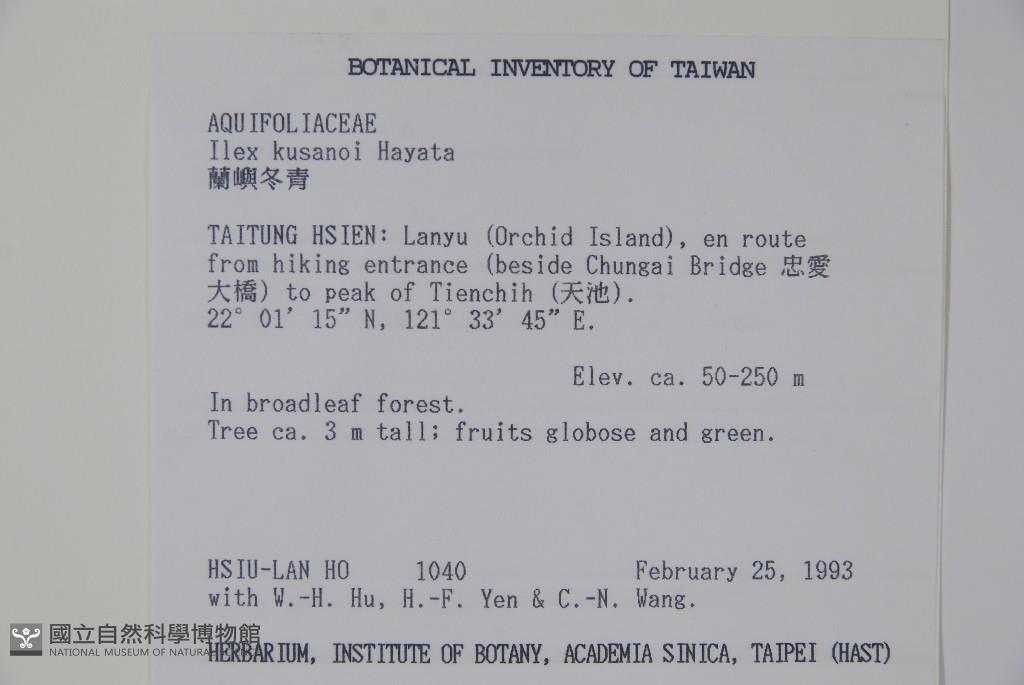 BOTANICAL INVENTORY OF TAIWAN
AQUIFOLIACEAE
Ilex kusanoi Hayata
蘭嶼冬青
TAITUNG HSIEN: Lanyu (Orchid Island), en route
from hiking entrance (beside Chungai Bridge 忠愛
大橋) to peak of Tienchih (天池).
22° 01′ 15″ N, 121° 33′ 45″ E.
Elev. ca. 50-250 m
In broadleaf forest.
Tree ca. 3 m tall; fruits globose and green.
HSIU-LAN HO 1040 February 25, 1993
with W.-H. Hu, H.-F. Yen & C.-N. Wang.
國立自然科學博物館
NATIONAL MUSEUM OF NATURAL
HERBARIUM, INSTITUTE OF BOTANY, ACADEMIA SINICA, TAIPEI (HAST)